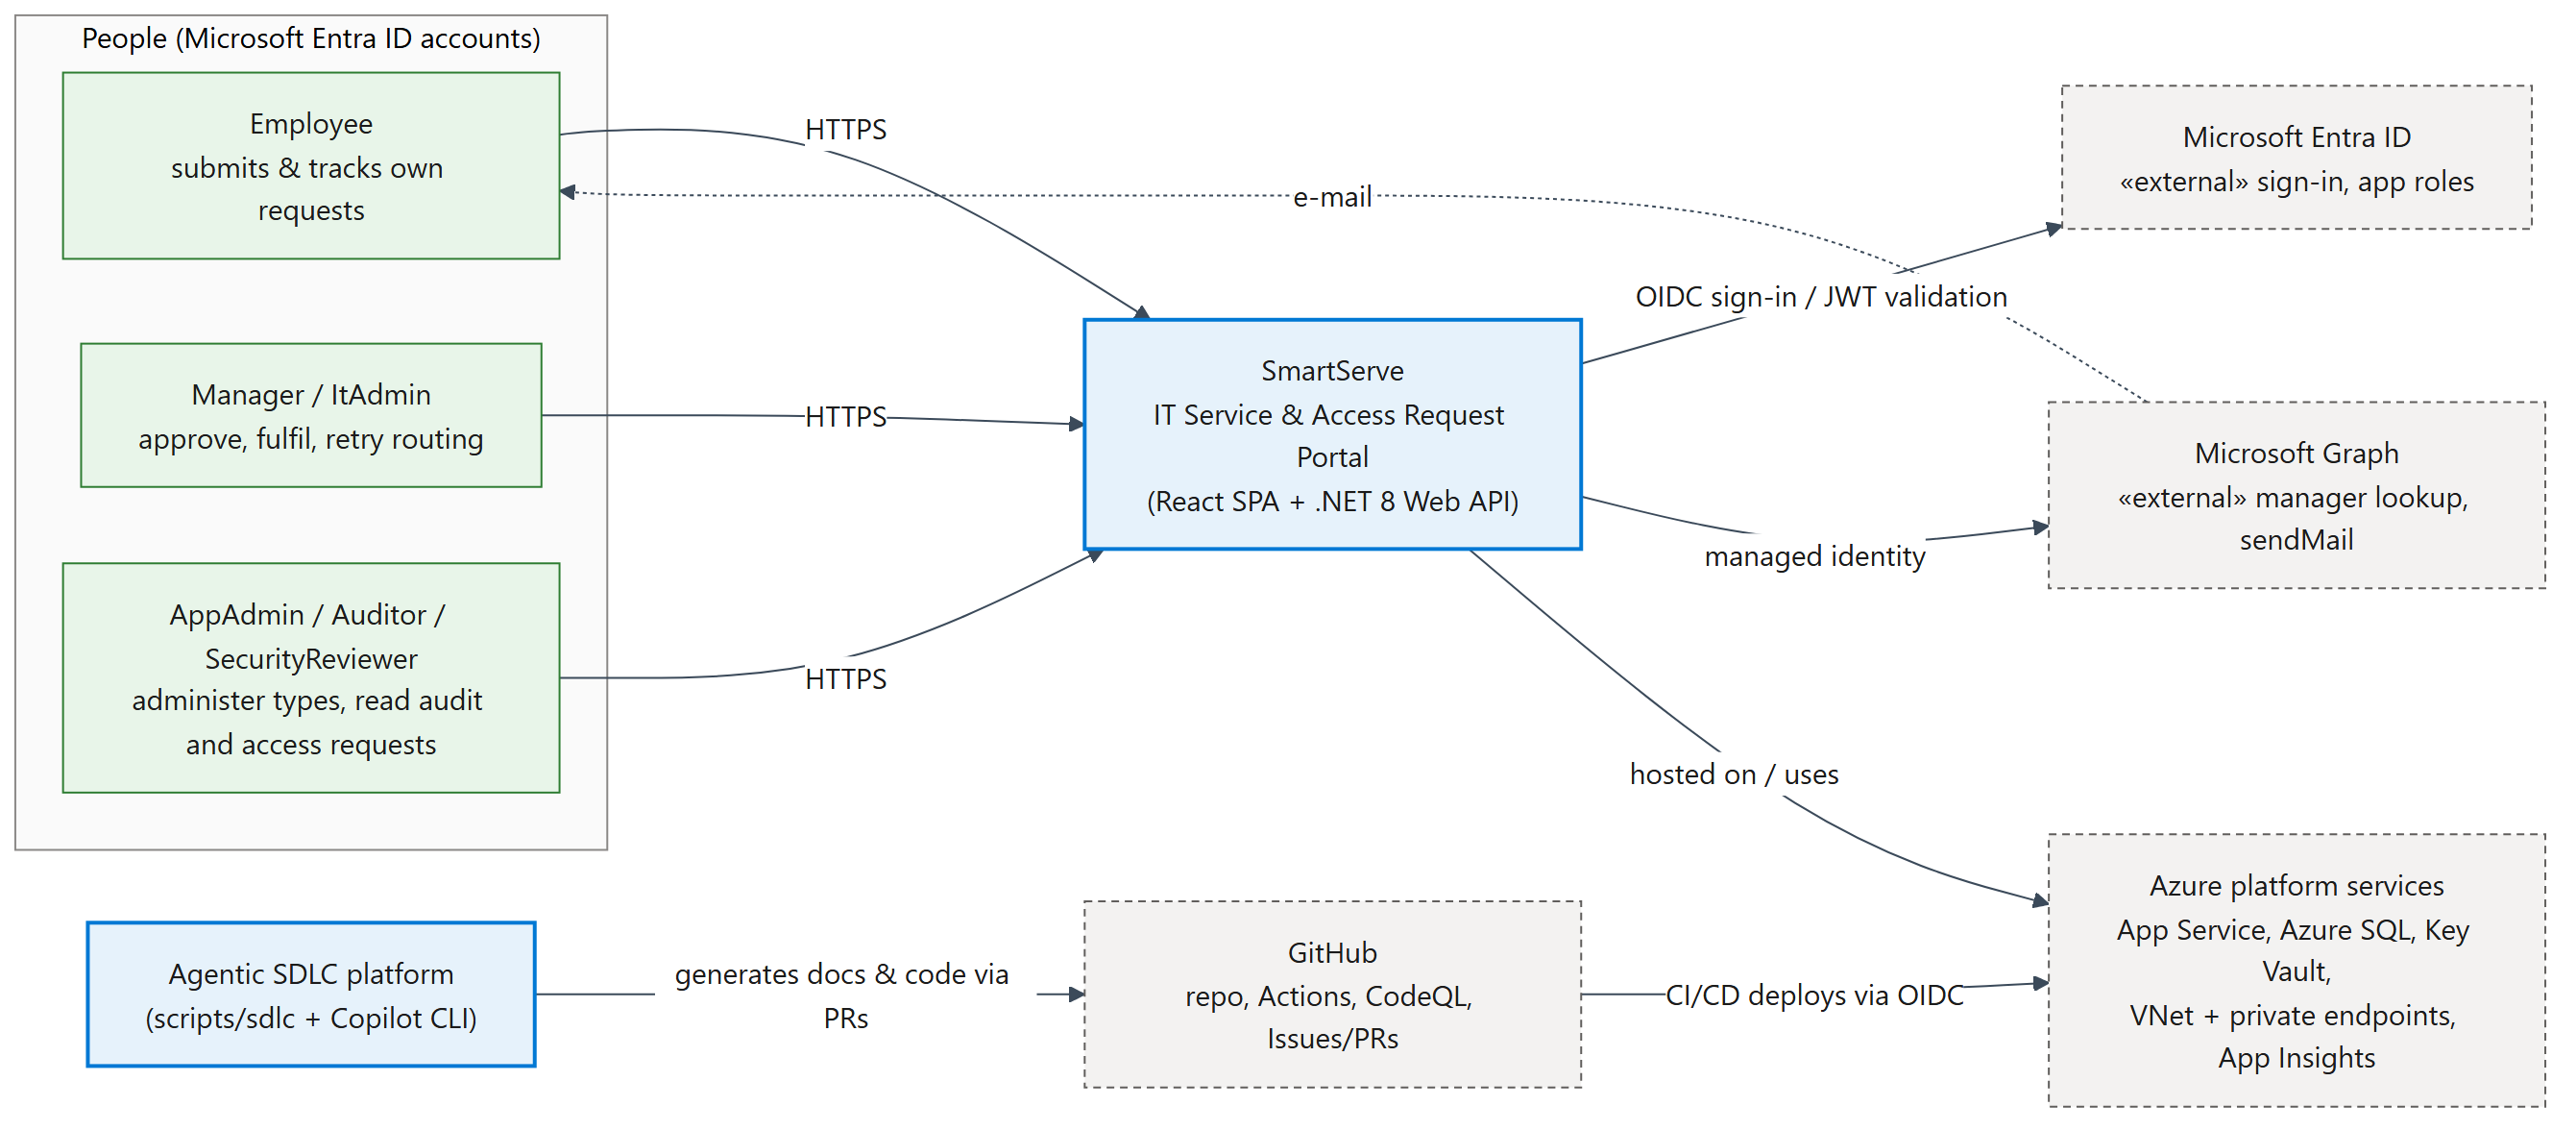 People (Microsoft Entra ID accounts)
Employee
submits & tracks own
requests
Manager / ItAdmin
approve, fulfil, retry routing
AppAdmin / Auditor /
SecurityReviewer
administer types, read audit
and access requests
HTTPS
HTTPS
HTTPS
e-mail
SmartServe
IT Service & Access Request
Portal
(React SPA + .NET 8 Web API)
OIDC sign-in / JWT validation
managed identity
hosted on / uses
Microsoft Entra ID
«external» sign-in, app roles
Microsoft Graph
«external» manager lookup,
sendMail
Agentic SDLC platform
(scripts/sdlc + Copilot CLI)
generates docs & code via
PRs
GitHub
repo, Actions, CodeQL,
Issues/PRs
CI/CD deploys via OIDC
Azure platform services
App Service, Azure SQL, Key
Vault,
VNet + private endpoints,
App Insights